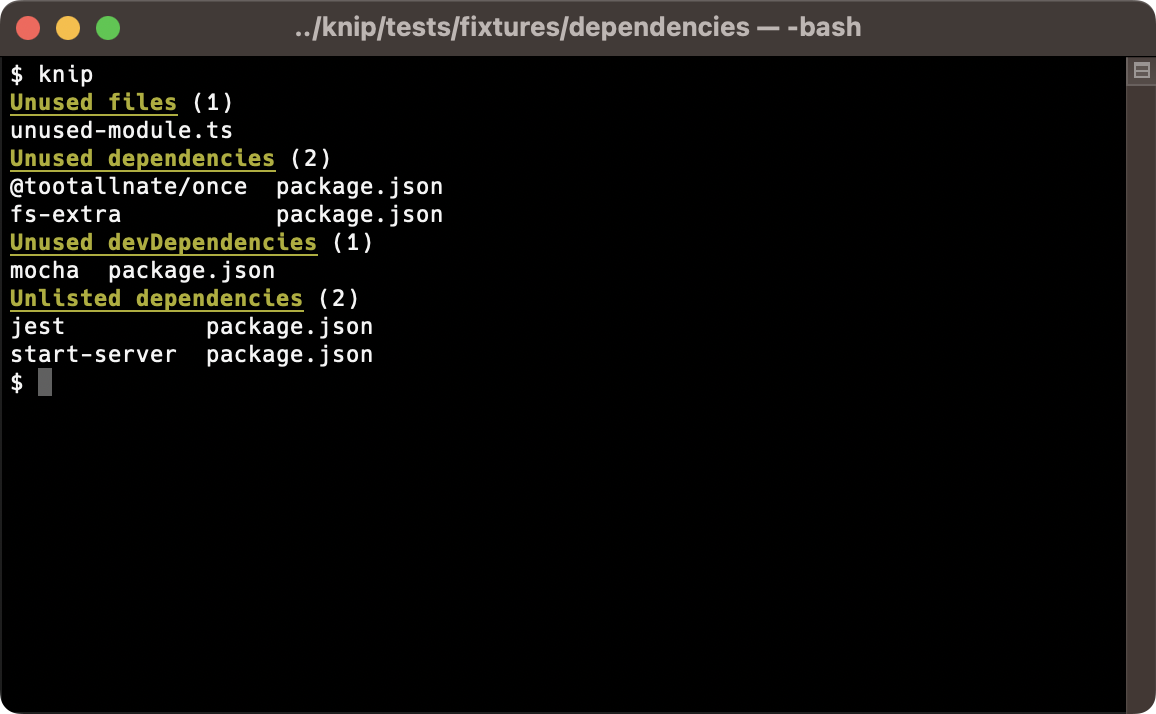 ../knip/tests/fixtures/dependencies — -bash
$ knip
Unused files (1)
unused-module.ts
Unused dependencies (2)
@tootallnate/once  package.json
fs-extra           package.json
Unused devDependencies (1)
mocha  package.json
Unlisted dependencies (2)
jest          package.json
start-server  package.json
$